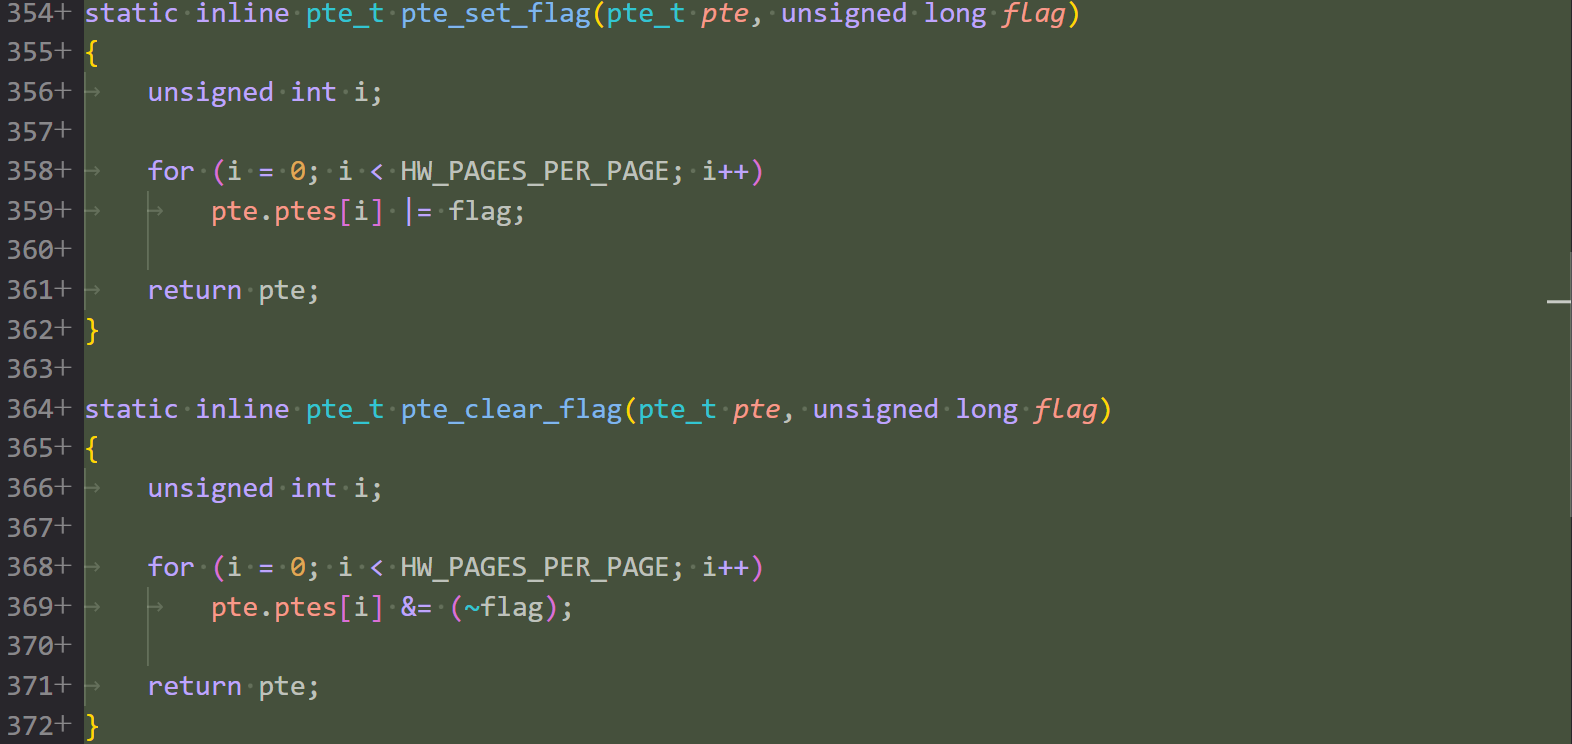 354+ static inline pte_t pte_set_flag(pte_t pte, unsigned long flag)
355+ {
356+ 	unsigned int i;
357+
358+ 	for (i = 0; i < HW_PAGES_PER_PAGE; i++)
359+ 		pte.ptes[i] |= flag;
360+
361+ 	return pte;
362+ }
363+
364+ static inline pte_t pte_clear_flag(pte_t pte, unsigned long flag)
365+ {
366+ 	unsigned int i;
367+
368+ 	for (i = 0; i < HW_PAGES_PER_PAGE; i++)
369+ 		pte.ptes[i] &= (~flag);
370+
371+ 	return pte;
372+ }